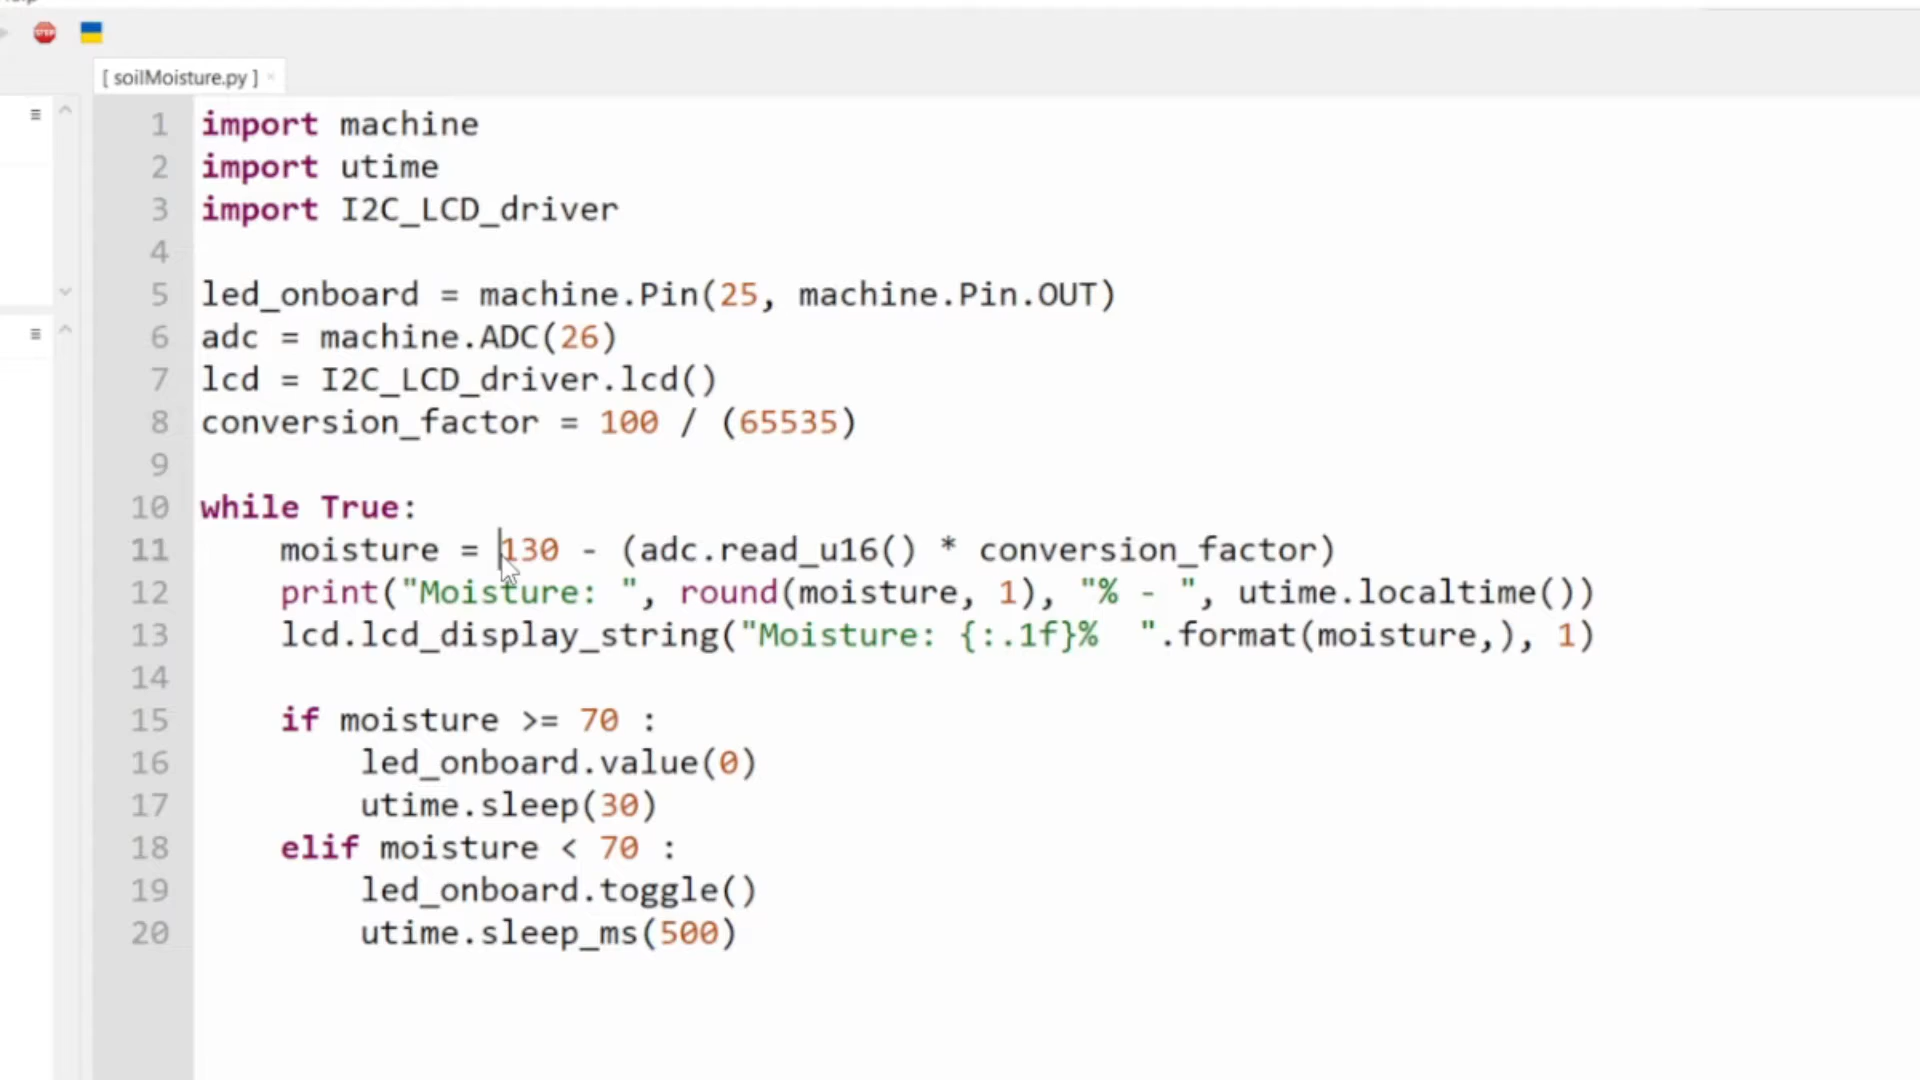 STOP
[ soilMoisture.py ] ×
1 import machine
2 import utime
3 import I2C_LCD_driver
4
5 led_onboard = machine.Pin(25, machine.Pin.OUT)
6 adc = machine.ADC(26)
7 lcd = I2C_LCD_driver.lcd()
8 conversion_factor = 100 / (65535)
9
10 while True:
11     moisture = 130 - (adc.read_u16() * conversion_factor)
12     print("Moisture: ", round(moisture, 1), "% - ", utime.localtime())
13     lcd.lcd_display_string("Moisture: {:.1f}%  ".format(moisture,), 1)
14
15     if moisture >= 70 :
16         led_onboard.value(0)
17         utime.sleep(30)
18     elif moisture < 70 :
19         led_onboard.toggle()
20         utime.sleep_ms(500)